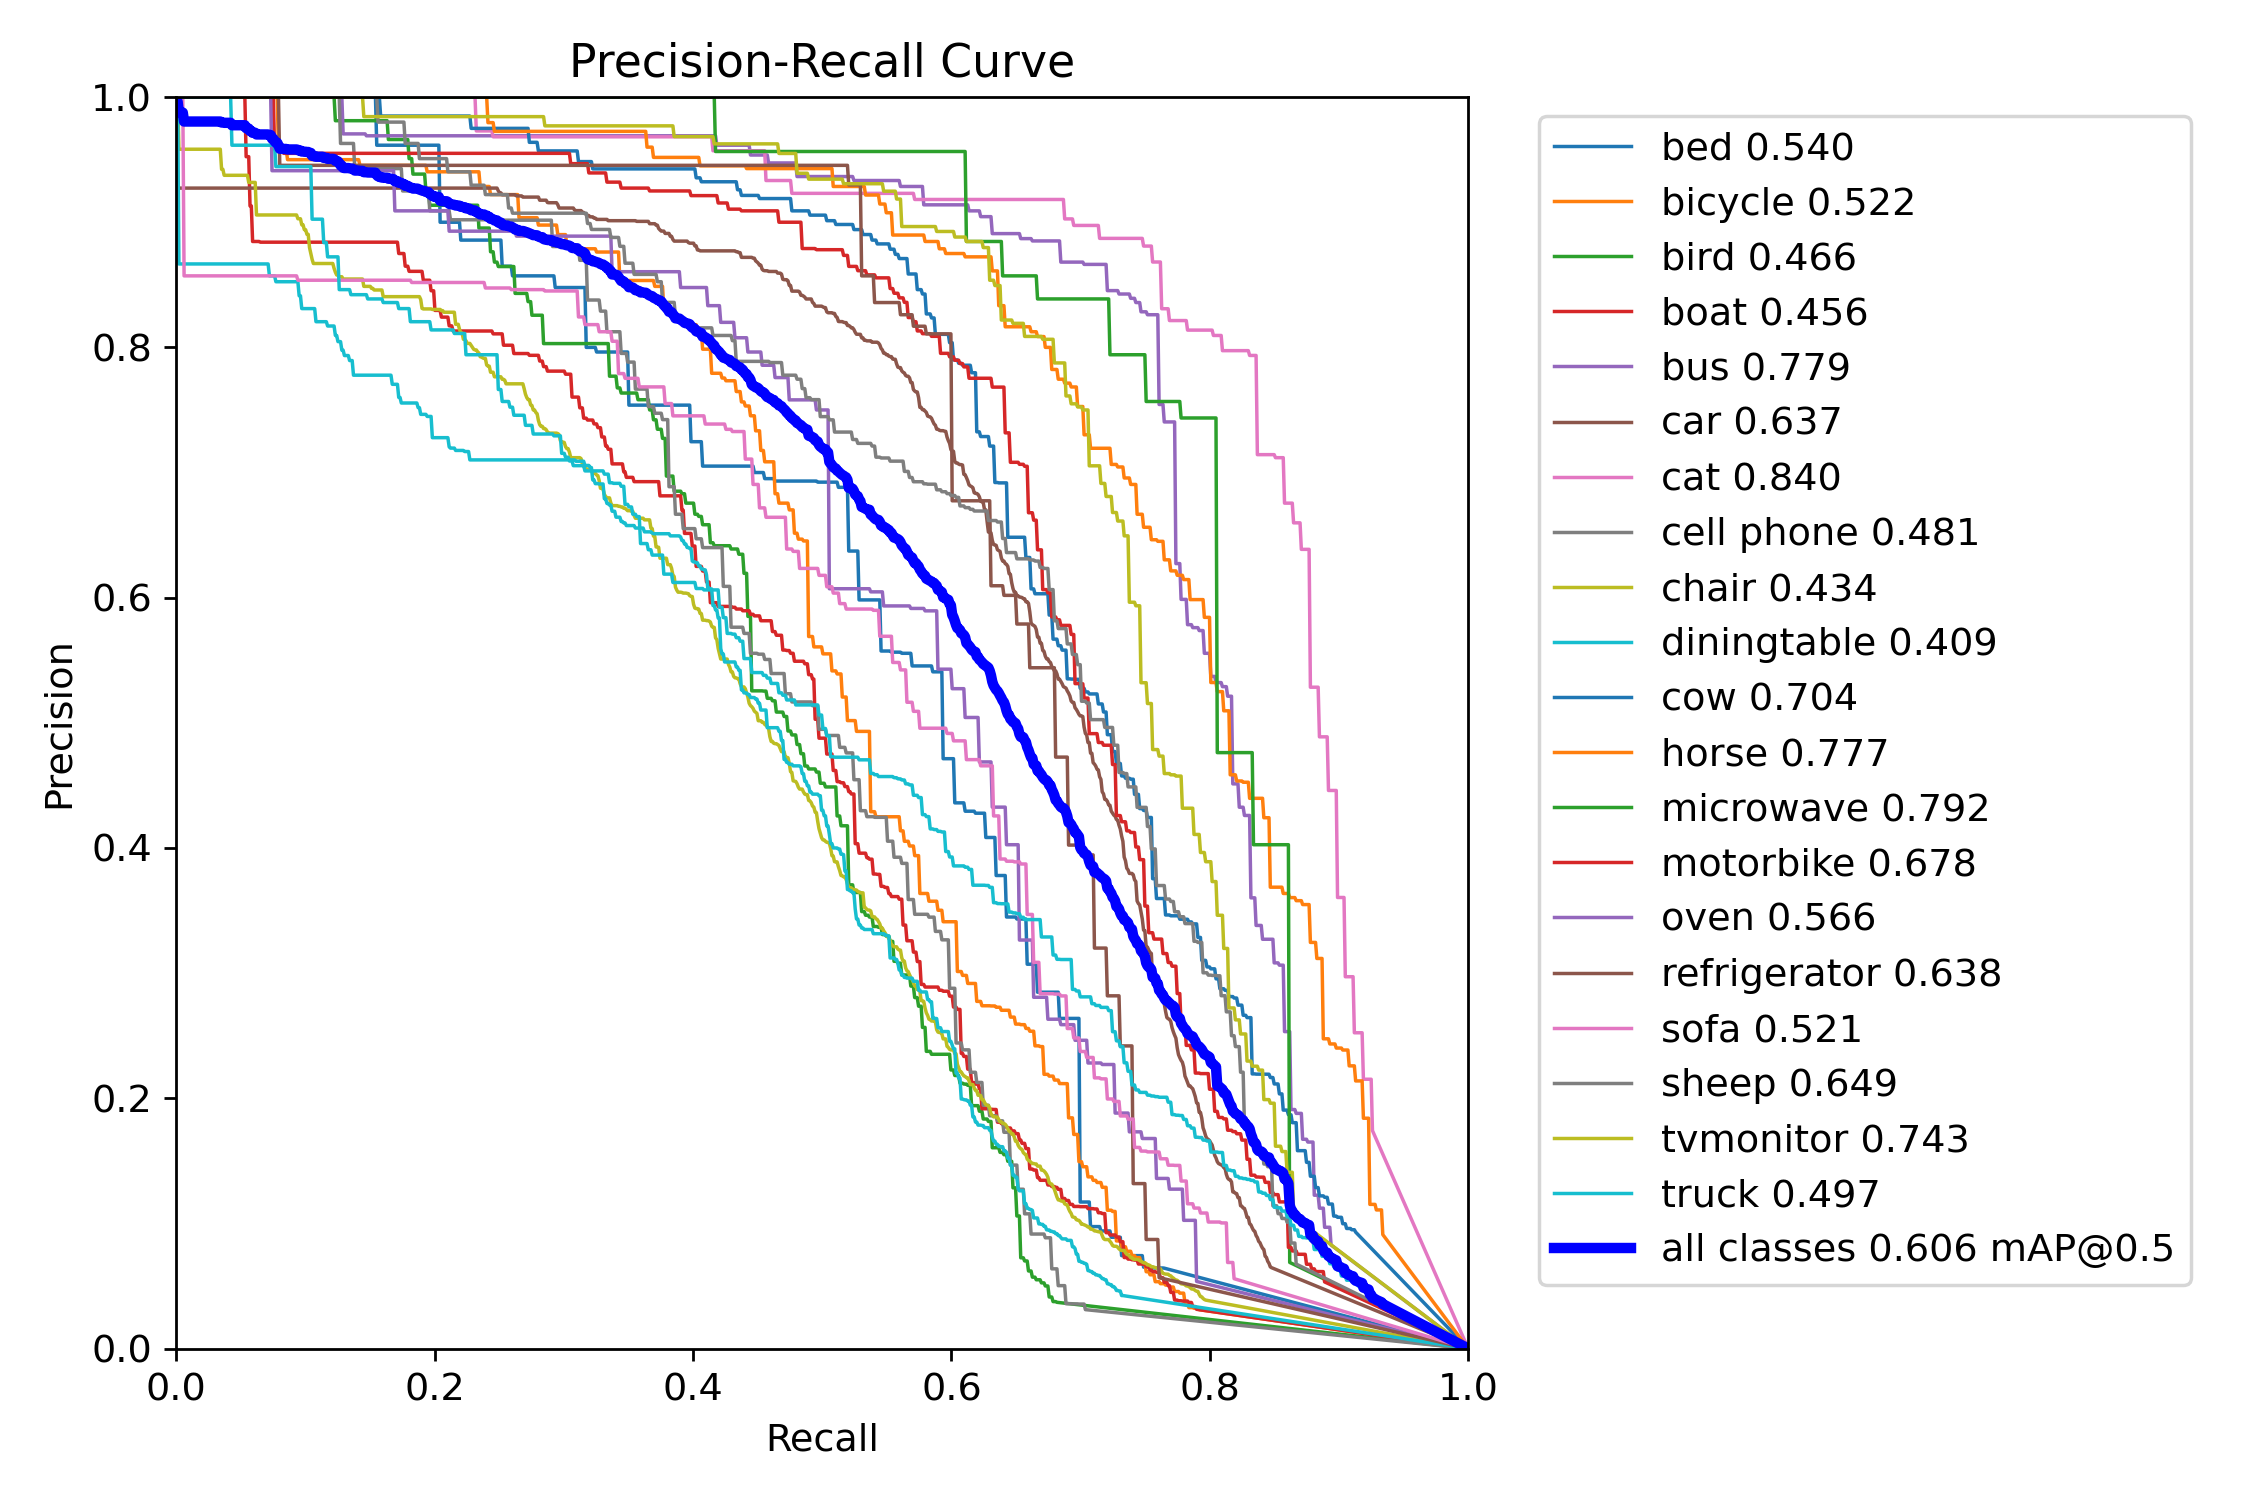 Precision-Recall Curve
1.0
0.8
0.6
0.4
0.2
0.0
Precision
0.0 0.2 0.4 0.6 0.8 1.0
Recall
bed 0.540
bicycle 0.522
bird 0.466
boat 0.456
bus 0.779
car 0.637
cat 0.840
cell phone 0.481
chair 0.434
diningtable 0.409
cow 0.704
horse 0.777
microwave 0.792
motorbike 0.678
oven 0.566
refrigerator 0.638
sofa 0.521
sheep 0.649
tvmonitor 0.743
truck 0.497
all classes 0.606 mAP@0.5